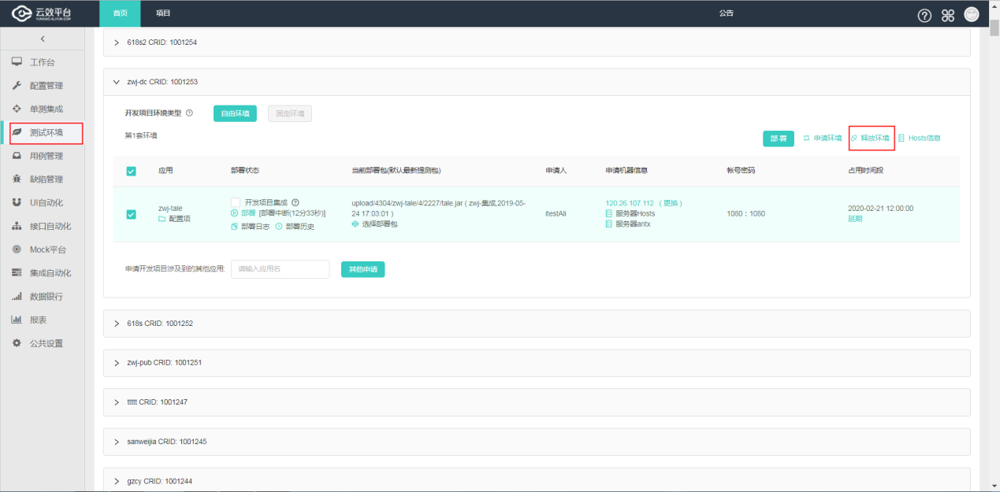 云效平台
YUNXIAO.ALIYUN.COM
首页
项目
公告
工作台
配置管理
单测集成
测试环境
用例管理
缺陷管理
UI自动化
接口自动化
Mock平台
集成自动化
数据银行
报表
公共设置
618s2 CRID: 1001254
zwj-dc CRID: 1001253
开发项目环境类型
自由环境
固定环境
第1套环境
部署
申请环境
释放环境
Hosts信息
应用
部署状态
当前部署包(默认最新提测包)
申请人
申请机器信息
帐号密码
占用时间段
zwj-tale
配置项
开发项目集成
部署 [部署中断(12分33秒)]
部署日志
部署历史
upload/4304/zwj-tale/4/2227/tale.jar ( zwj-集成,2019-05-
24 17:03:01 )
选择部署包
itestAli
120.26.107.112 ( 更换 )
服务器Hosts
服务器antx
1080 : 1080
2020-02-21 12:00:00
延期
申请开发项目涉及到的其他应用:
请输入应用名
其他申请
618s CRID: 1001252
zwj-pub CRID: 1001251
ttttt CRID: 1001247
sanweijia CRID: 1001245
gzcy CRID: 1001244